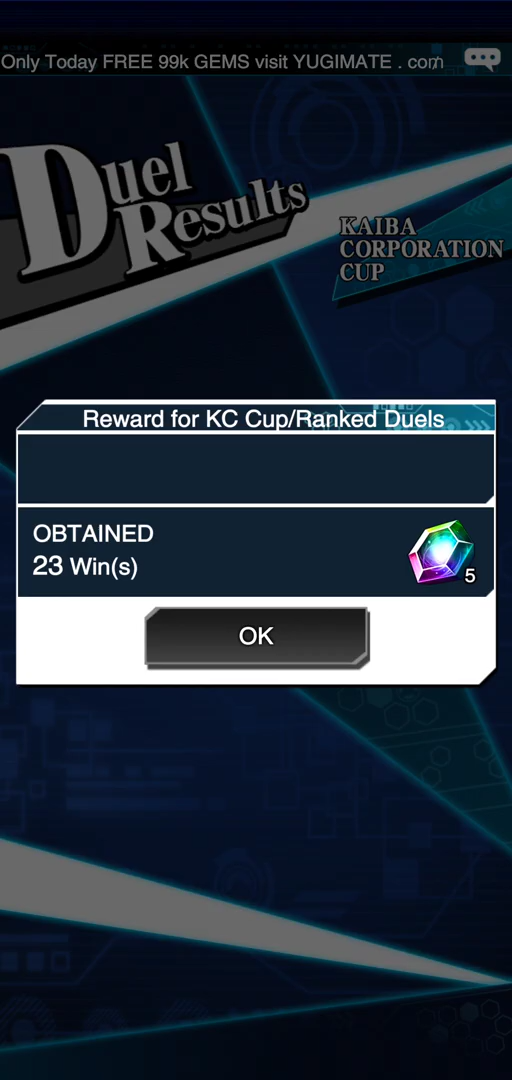 Only Today FREE 99k GEMS visit YUGIMATE . com
Duel
Results
KAIBA
CORPORATION
CUP
Reward for KC Cup/Ranked Duels
OBTAINED
23 Win(s)
5
OK